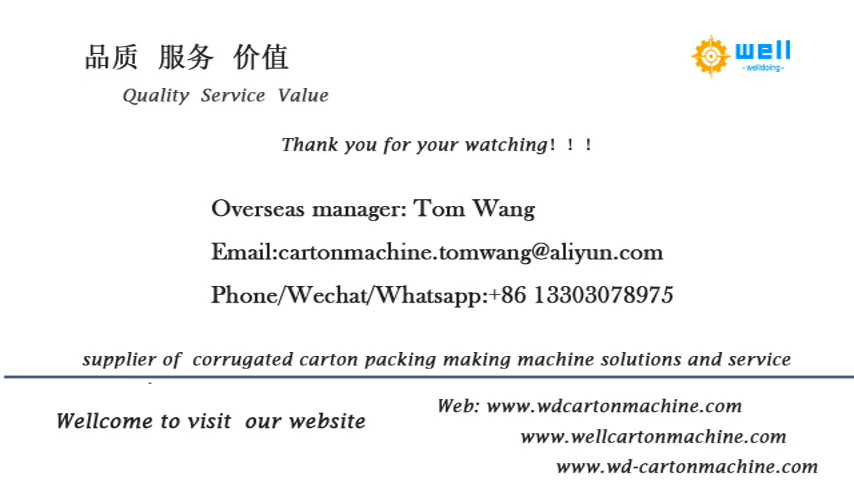 品质 服务 价值
well
-welldoing-
Quality Service Value
Thank you for your watching！！！
Overseas manager: Tom Wang
Email:cartonmachine.tomwang@aliyun.com
Phone/Wechat/Whatsapp:+86 13303078975
supplier of corrugated carton packing making machine solutions and service
Wellcome to visit our website
Web: www.wdcartonmachine.com
www.wellcartonmachine.com
www.wd-cartonmachine.com